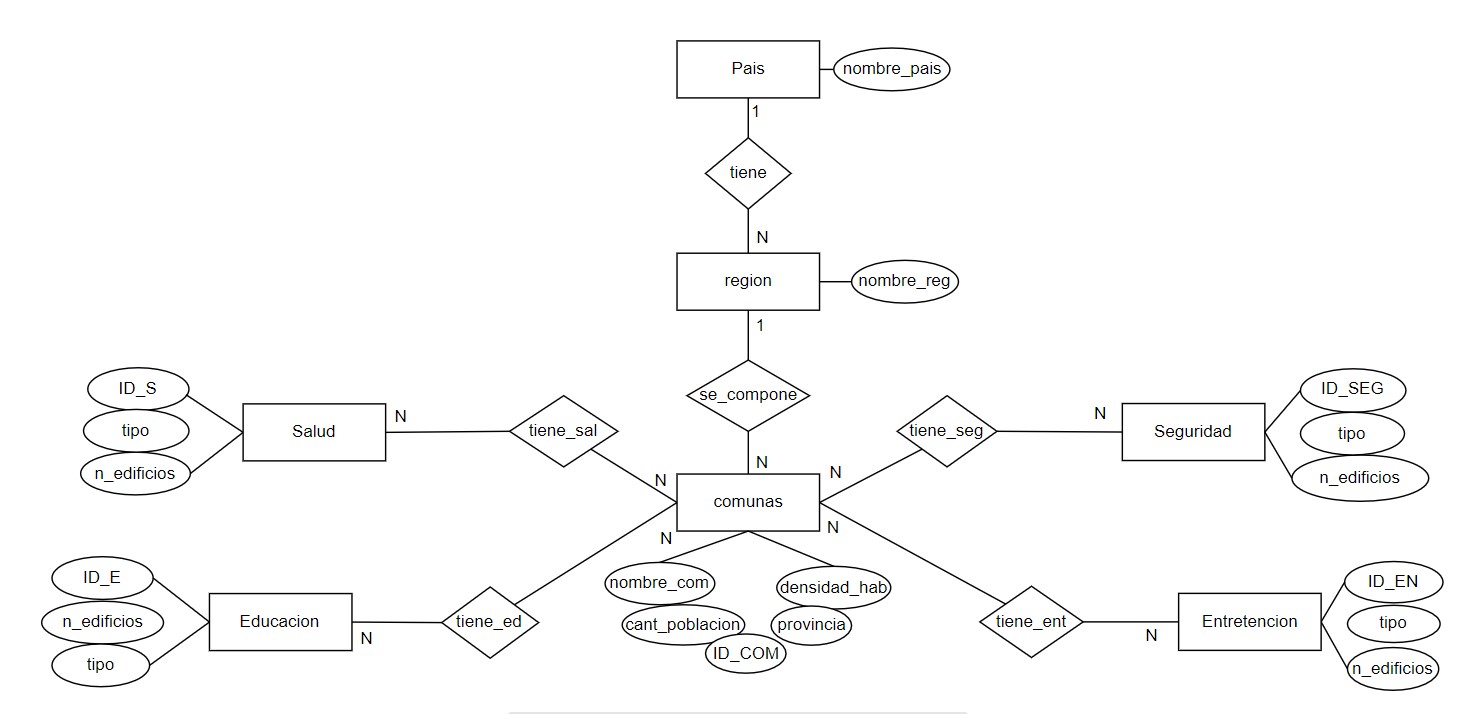 Pais
nombre_pais
1
tiene
N
region
nombre_reg
1
se_compone
N
ID_S
tipo
n_edificios
Salud
N
tiene_sal
N
tiene_seg
N
N
Seguridad
ID_SEG
tipo
n_edificios
comunas
N
N
nombre_com
densidad_hab
cant_poblacion
provincia
ID_COM
ID_E
n_edificios
tipo
Educacion
N
tiene_ed
tiene_ent
N
Entretencion
ID_EN
tipo
n_edificios